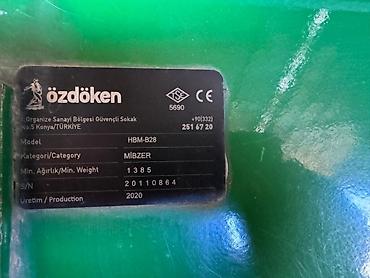 özdöken
TSE
5690
CE
Organize Sanayi Bölgesi Güvençli Sokak
No.5 Konya/TÜRKİYE
+90(332)
251 67 20
Model HBM-B28
Kategori/Category MİBZER
Min. Ağırlık/Min. Weight 1385
S/N 20110864
Üretim / Production 2020